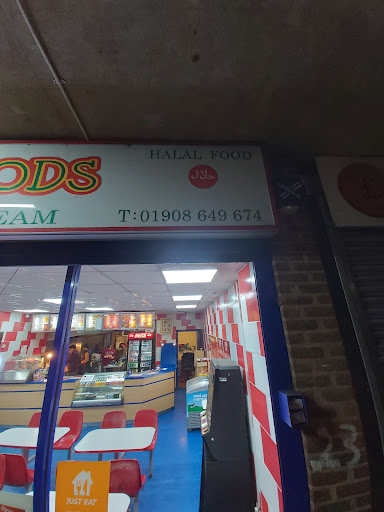 ODS
HALAL FOOD
حلال
EAM
T: 01908 649 674
JUST EAT